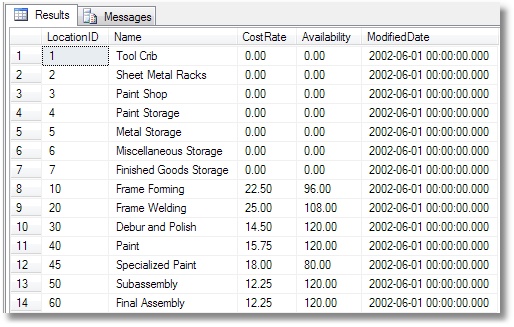 Results Messages
LocationID Name CostRate Availability ModifiedDate
1 1 Tool Crib 0.00 0.00 2002-06-01 00:00:00.000
2 2 Sheet Metal Racks 0.00 0.00 2002-06-01 00:00:00.000
3 3 Paint Shop 0.00 0.00 2002-06-01 00:00:00.000
4 4 Paint Storage 0.00 0.00 2002-06-01 00:00:00.000
5 5 Metal Storage 0.00 0.00 2002-06-01 00:00:00.000
6 6 Miscellaneous Storage 0.00 0.00 2002-06-01 00:00:00.000
7 7 Finished Goods Storage 0.00 0.00 2002-06-01 00:00:00.000
8 10 Frame Forming 22.50 96.00 2002-06-01 00:00:00.000
9 20 Frame Welding 25.00 108.00 2002-06-01 00:00:00.000
10 30 Debur and Polish 14.50 120.00 2002-06-01 00:00:00.000
11 40 Paint 15.75 120.00 2002-06-01 00:00:00.000
12 45 Specialized Paint 18.00 80.00 2002-06-01 00:00:00.000
13 50 Subassembly 12.25 120.00 2002-06-01 00:00:00.000
14 60 Final Assembly 12.25 120.00 2002-06-01 00:00:00.000